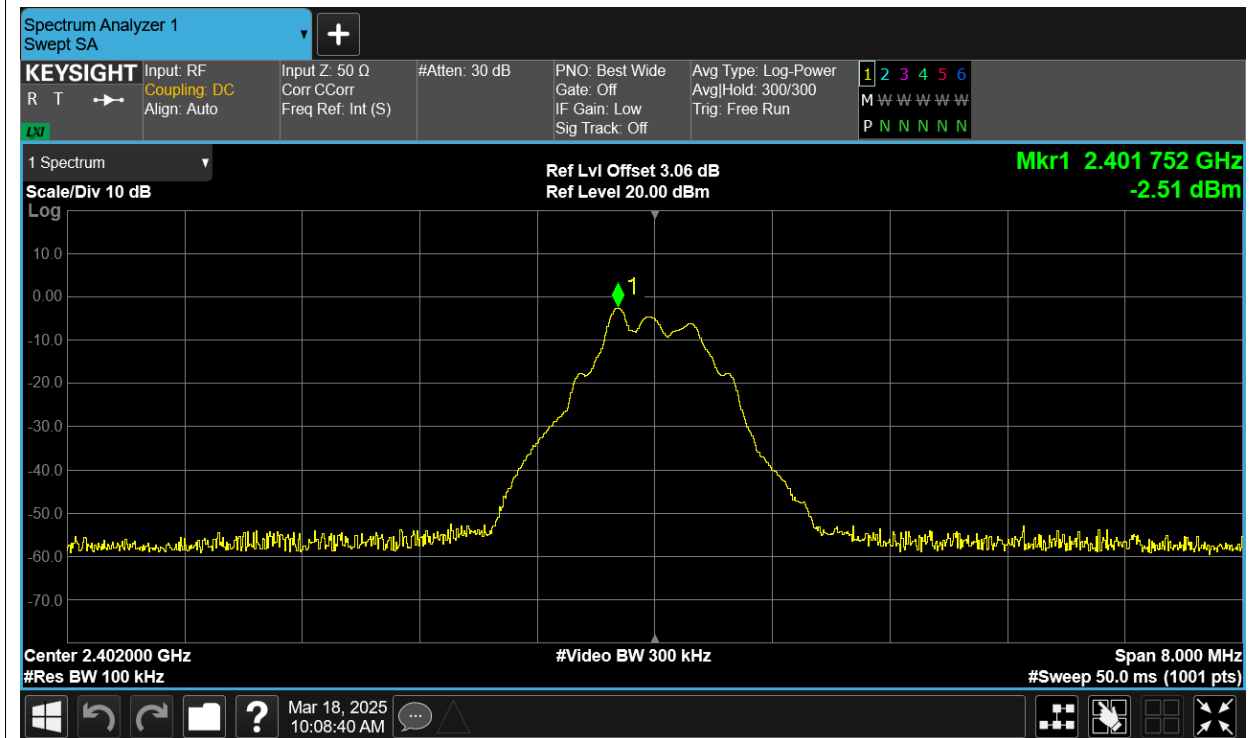 Spectrum Analyzer 1
Swept SA
KEYSIGHT
R T
LXI
Input: RF
Coupling: DC
Align: Auto
Input Z: 50 Ω
Corr CCorr
Freq Ref: Int (S)
#Atten: 30 dB
PNO: Best Wide
Gate: Off
IF Gain: Low
Sig Track: Off
Avg Type: Log-Power
Avg|Hold: 300/300
Trig: Free Run
1 2 3 4 5 6
M W W W W W
P N N N N N
1 Spectrum
Scale/Div 10 dB
Log
Ref Lvl Offset 3.06 dB
Ref Level 20.00 dBm
Mkr1 2.401 752 GHz
-2.51 dBm
1
10.0
0.00
-10.0
-20.0
-30.0
-40.0
-50.0
-60.0
-70.0
Center 2.402000 GHz
#Res BW 100 kHz
#Video BW 300 kHz
Span 8.000 MHz
#Sweep 50.0 ms (1001 pts)
?
Mar 18, 2025
10:08:40 AM